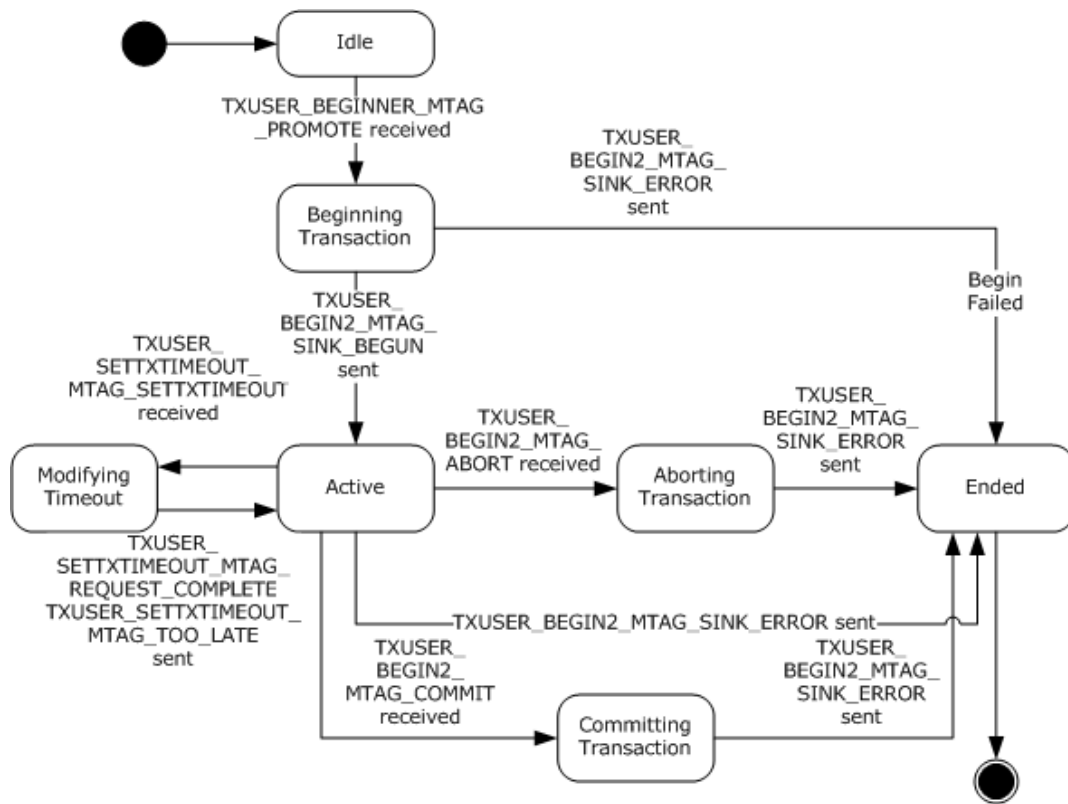 Idle
TXUSER_BEGINNER_MTAG
_PROMOTE received
TXUSER_
BEGIN2_MTAG_
SINK_ERROR
sent
Beginning
Transaction
Begin
Failed
TXUSER_
BEGIN2_MTAG_
SINK_BEGUN
sent
TXUSER_
SETTXTIMEOUT_
MTAG_SETTXTIMEOUT
received
TXUSER_
BEGIN2_MTAG_
ABORT received
TXUSER_
BEGIN2_MTAG_
SINK_ERROR
sent
Modifying
Timeout
Active
Aborting
Transaction
Ended
TXUSER_
SETTXTIMEOUT_MTAG_
REQUEST_COMPLETE
TXUSER_SETTXTIMEOUT_
MTAG_TOO_LATE
sent
TXUSER_BEGIN2_MTAG_SINK_ERROR sent
TXUSER_
BEGIN2_
MTAG_COMMIT
received
TXUSER_
BEGIN2_MTAG_
SINK_ERROR
sent
Committing
Transaction